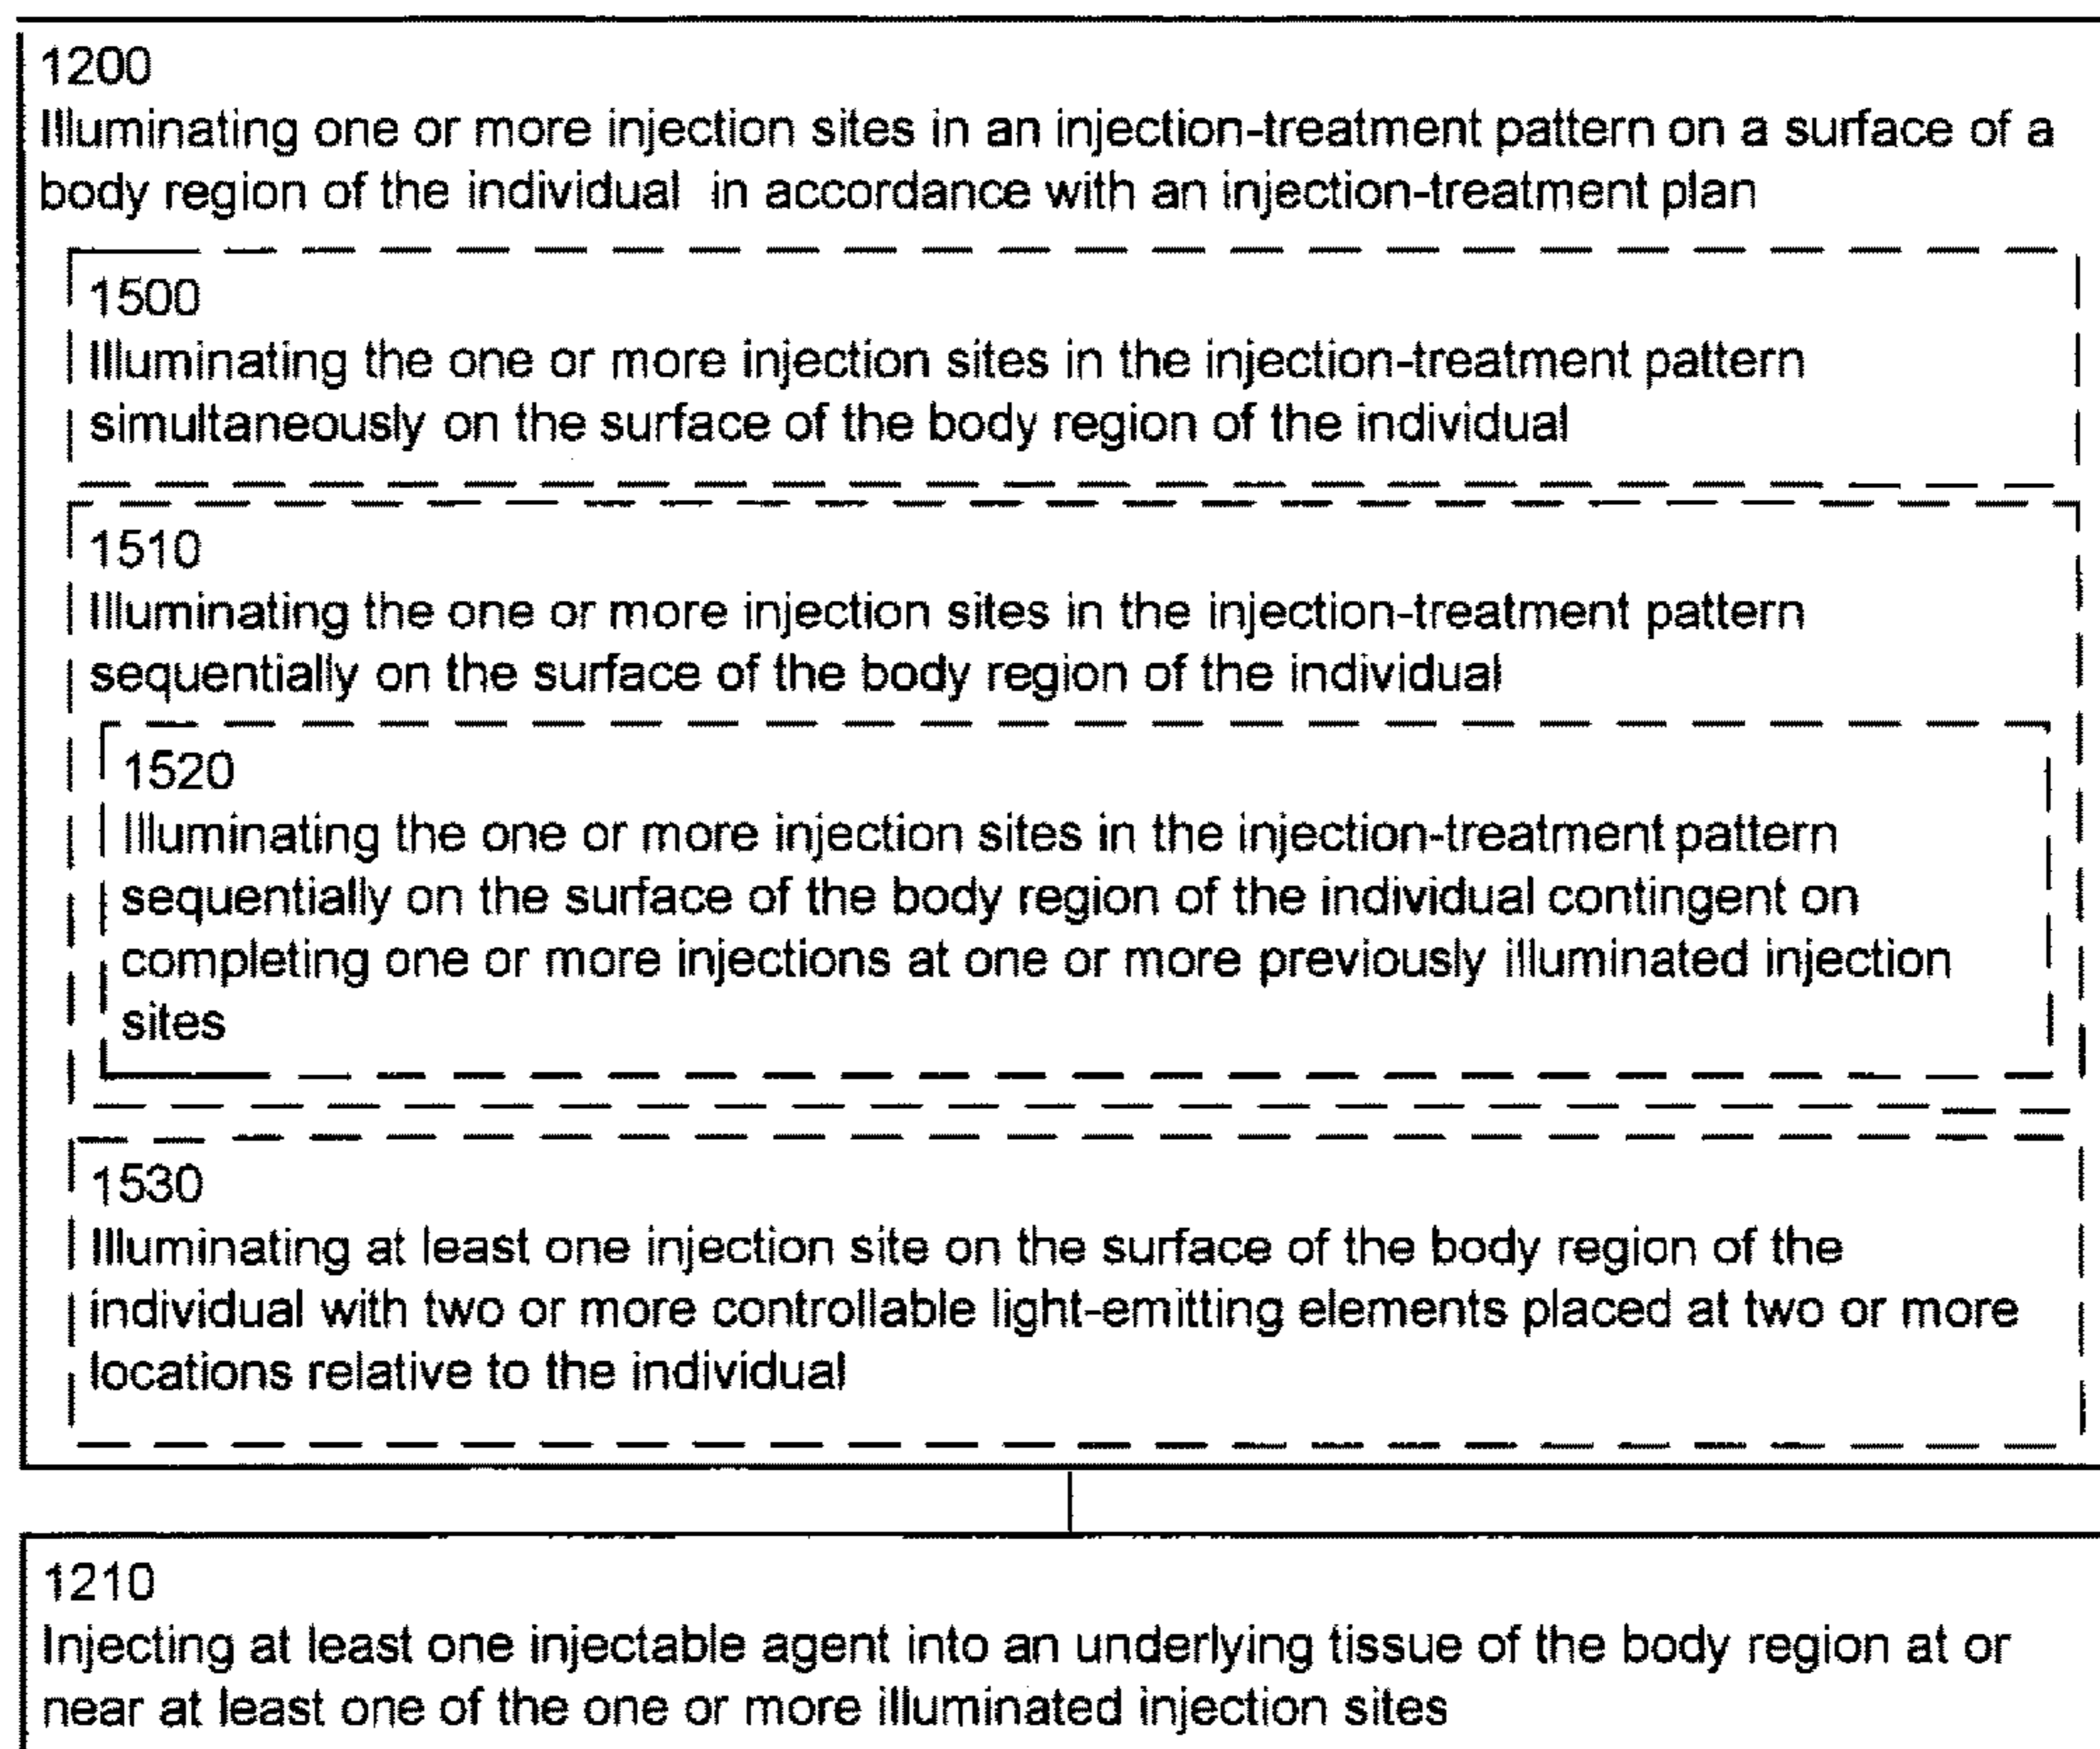 1200
Illuminating one or more injection sites in an injection-treatment pattern on a surface of a
body region of the individual in accordance with an injection-treatment plan
1500
Illuminating the one or more injection sites in the injection-treatment pattern
simultaneously on the surface of the body region of the individual
1510
Illuminating the one or more injection sites in the injection-treatment pattern
sequentially on the surface of the body region of the individual
1520
Illuminating the one or more injection sites in the injection-treatment pattern
sequentially on the surface of the body region of the individual contingent on
completing one or more injections at one or more previously illuminated injection
sites
1530
Illuminating at least one injection site on the surface of the body region of the
individual with two or more controllable light-emitting elements placed at two or more
locations relative to the individual
1210
Injecting at least one injectable agent into an underlying tissue of the body region at or
near at least one of the one or more illuminated injection sites